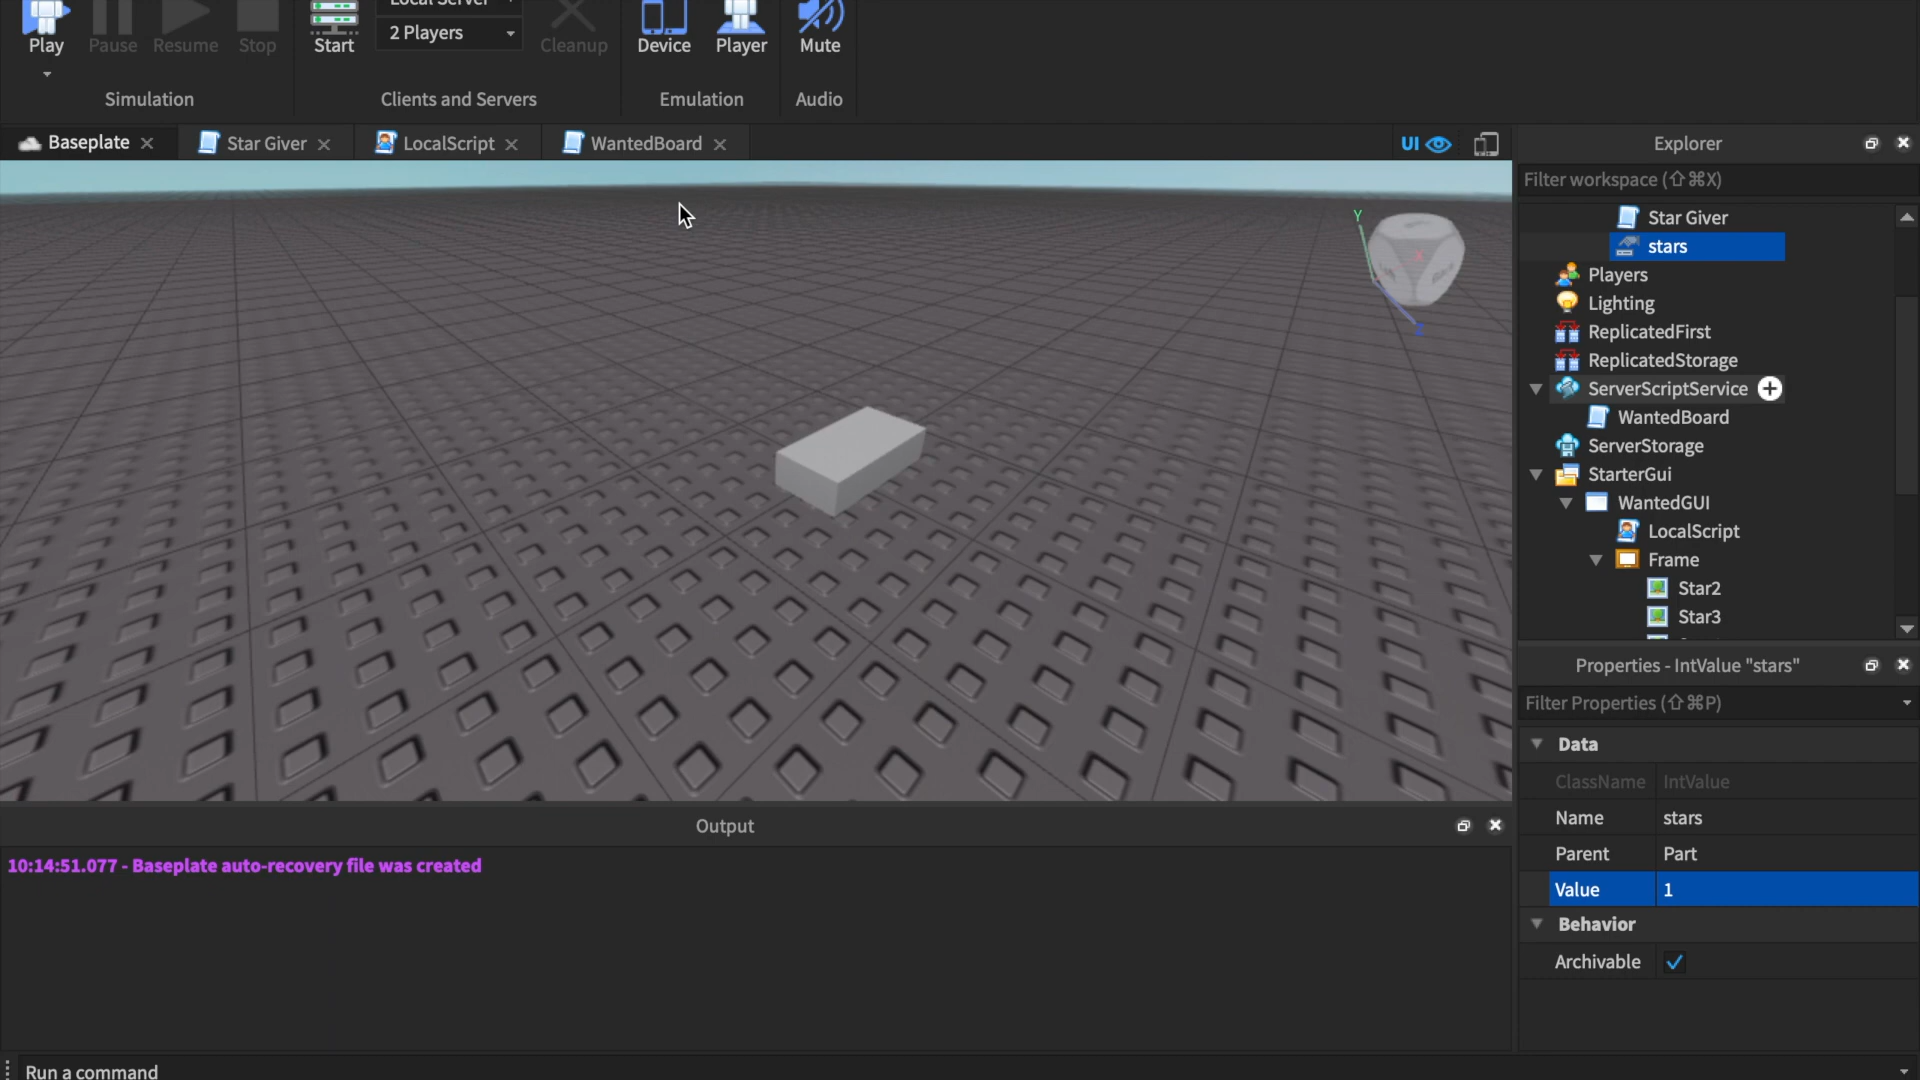 Local Server
Play
Pause
Resume
Stop
Start
2 Players
Cleanup
Device
Player
Mute
Simulation
Clients and Servers
Emulation
Audio
Baseplate
Star Giver
LocalScript
WantedBoard
UI
Explorer
Filter workspace (⇧⌘X)
Y
X
Z
Star Giver
stars
Players
Lighting
ReplicatedFirst
ReplicatedStorage
ServerScriptService
WantedBoard
ServerStorage
StarterGui
WantedGUI
LocalScript
Frame
Star2
Star3
Properties - IntValue "stars"
Filter Properties (⇧⌘P)
Data
ClassName IntValue
Name stars
Parent Part
Value 1
Behavior
Archivable
Output
10:14:51.077 - Baseplate auto-recovery file was created
Run a command